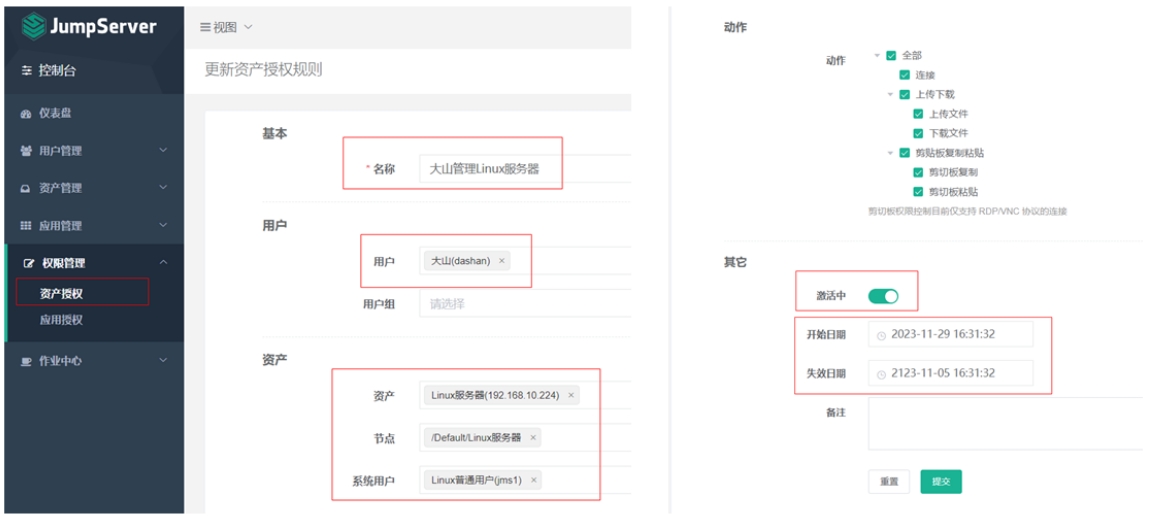 JumpServer
控制台
仪表盘
用户管理
资产管理
应用管理
权限管理
资产授权
应用授权
作业中心
视图
更新资产授权规则
基本
* 名称 大山管理Linux服务器
用户
用户 大山(dashan) ×
用户组 请选择
资产
资产 Linux服务器(192.168.10.224) ×
节点 /Default/Linux服务器 ×
系统用户 Linux普通用户(jms1) ×
动作
动作 全部
连接
上传下载
上传文件
下载文件
剪贴板复制粘贴
剪切板复制
剪切板粘贴
剪切板权限控制目前仅支持 RDP/VNC 协议的连接
其它
激活中
开始日期 2023-11-29 16:31:32
失效日期 2123-11-05 16:31:32
备注
重置 提交